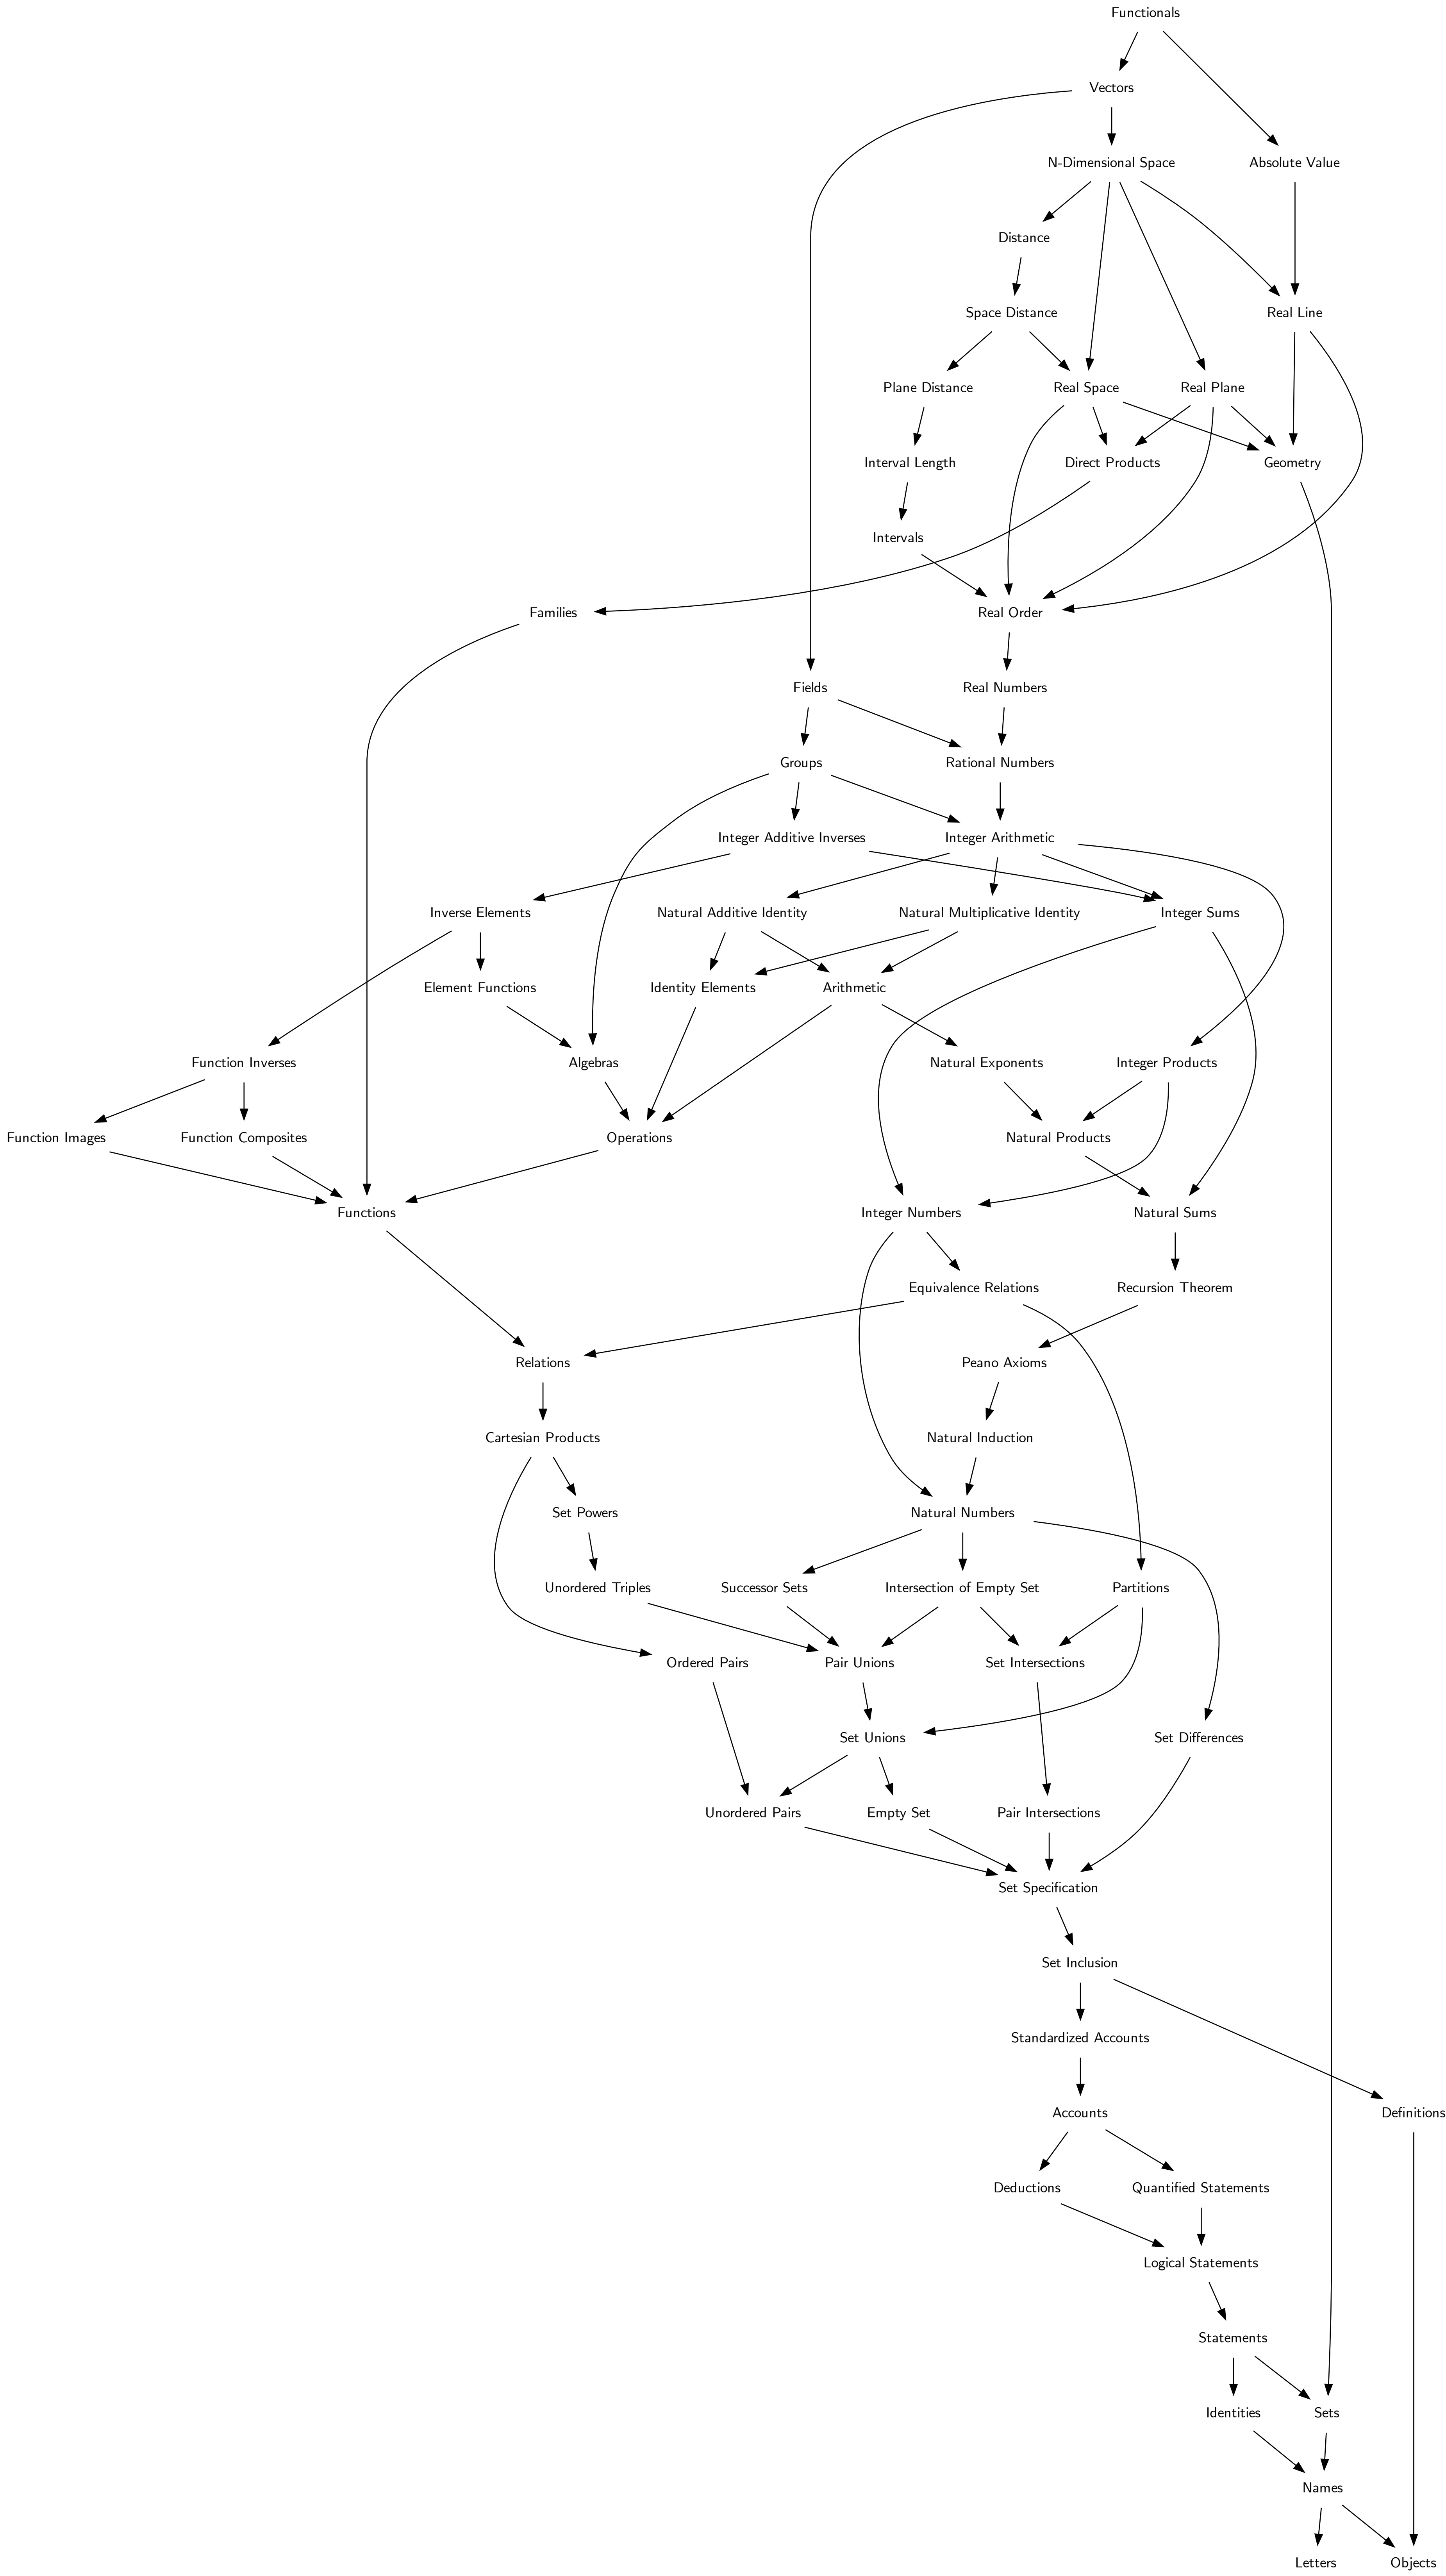 Functionals
Vectors
N-Dimensional Space
Absolute Value
Distance
Space Distance
Real Line
Plane Distance
Real Space
Real Plane
Interval Length
Direct Products
Geometry
Intervals
Families
Real Order
Fields
Real Numbers
Groups
Rational Numbers
Integer Additive Inverses
Integer Arithmetic
Inverse Elements
Natural Additive Identity
Natural Multiplicative Identity
Integer Sums
Element Functions
Identity Elements
Arithmetic
Function Inverses
Algebras
Natural Exponents
Integer Products
Function Images
Function Composites
Operations
Natural Products
Functions
Integer Numbers
Natural Sums
Equivalence Relations
Recursion Theorem
Relations
Peano Axioms
Cartesian Products
Natural Induction
Set Powers
Natural Numbers
Unordered Triples
Successor Sets
Intersection of Empty Set
Partitions
Ordered Pairs
Pair Unions
Set Intersections
Set Unions
Set Differences
Unordered Pairs
Empty Set
Pair Intersections
Set Specification
Set Inclusion
Standardized Accounts
Accounts
Definitions
Deductions
Quantified Statements
Logical Statements
Statements
Identities
Sets
Names
Letters
Objects